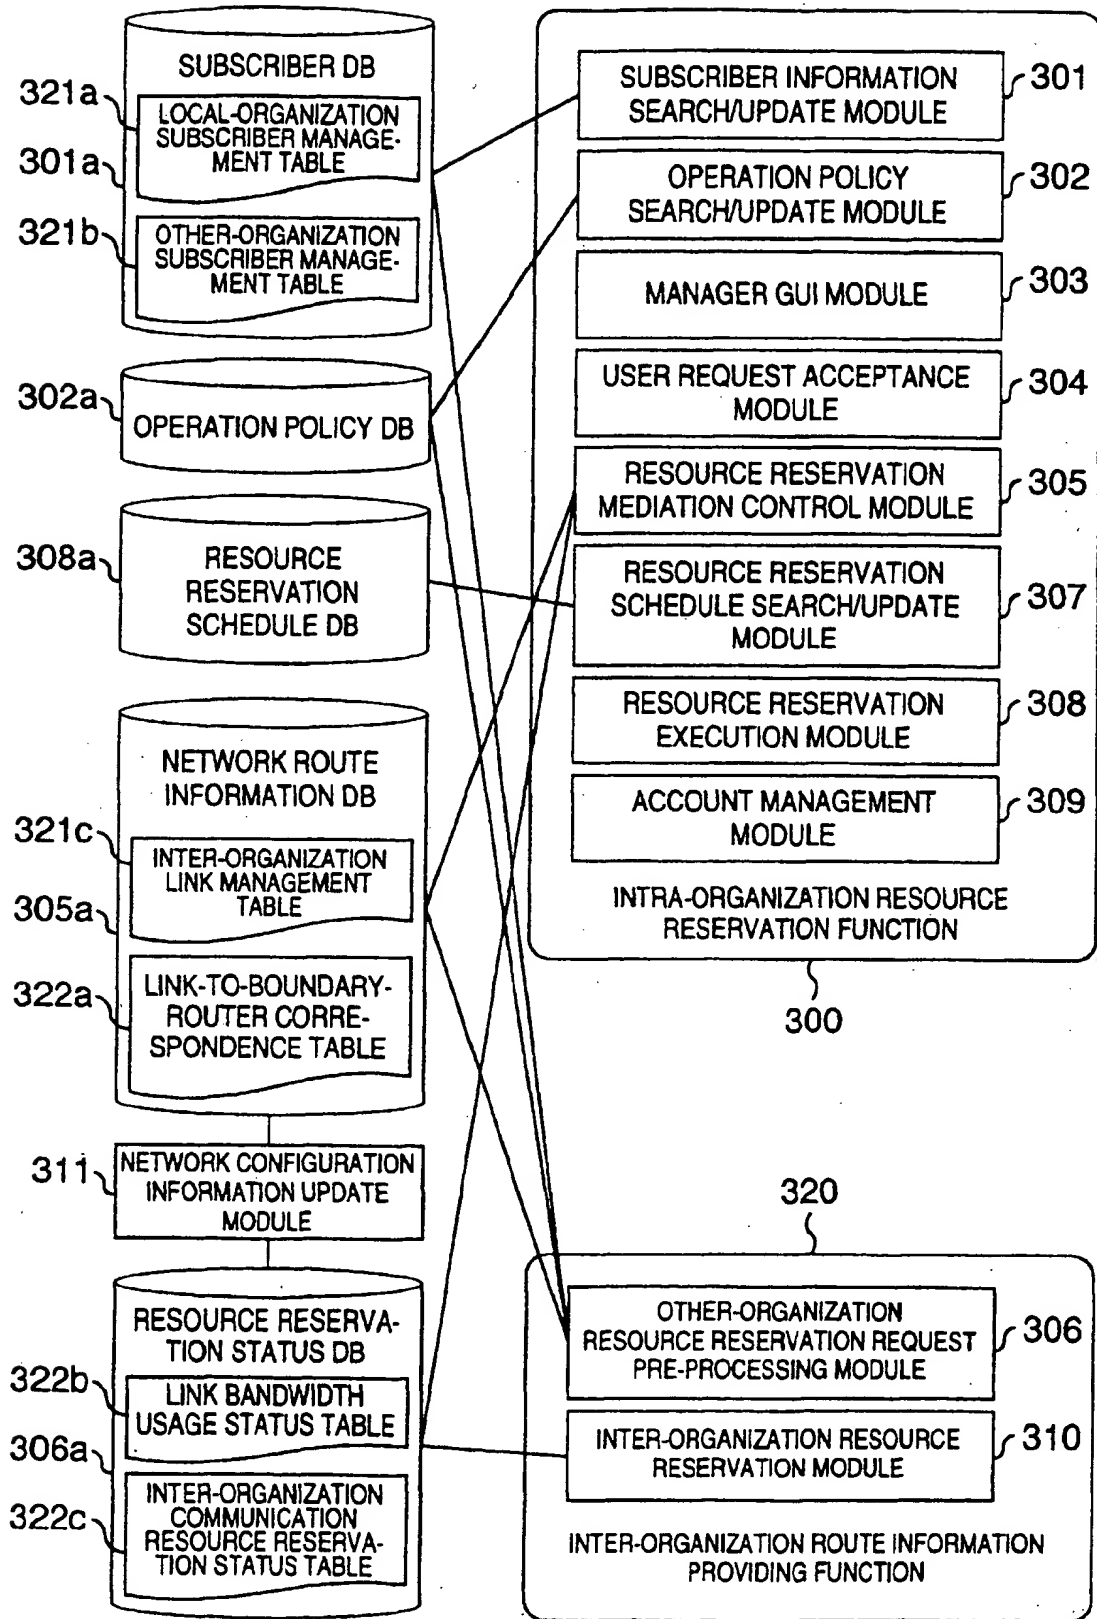 SUBSCRIBER DB
321a
LOCAL-ORGANIZATION
SUBSCRIBER MANAGE-
MENT TABLE
301a
321b
OTHER-ORGANIZATION
SUBSCRIBER MANAGE-
MENT TABLE
302a
OPERATION POLICY DB
308a
RESOURCE
RESERVATION
SCHEDULE DB
NETWORK ROUTE
INFORMATION DB
321c
INTER-ORGANIZATION
LINK MANAGEMENT
TABLE
305a
322a
LINK-TO-BOUNDARY-
ROUTER CORRE-
SPONDENCE TABLE
311
NETWORK CONFIGURATION
INFORMATION UPDATE
MODULE
RESOURCE RESERVA-
TION STATUS DB
322b
LINK BANDWIDTH
USAGE STATUS TABLE
306a
322c
INTER-ORGANIZATION
COMMUNICATION
RESOURCE RESERVA-
TION STATUS TABLE
SUBSCRIBER INFORMATION
SEARCH/UPDATE MODULE
301
OPERATION POLICY
SEARCH/UPDATE MODULE
302
MANAGER GUI MODULE
303
USER REQUEST ACCEPTANCE
MODULE
304
RESOURCE RESERVATION
MEDIATION CONTROL MODULE
305
RESOURCE RESERVATION
SCHEDULE SEARCH/UPDATE
MODULE
307
RESOURCE RESERVATION
EXECUTION MODULE
308
ACCOUNT MANAGEMENT
MODULE
309
INTRA-ORGANIZATION RESOURCE
RESERVATION FUNCTION
300
320
OTHER-ORGANIZATION
RESOURCE RESERVATION REQUEST
PRE-PROCESSING MODULE
306
INTER-ORGANIZATION RESOURCE
RESERVATION MODULE
310
INTER-ORGANIZATION ROUTE INFORMATION
PROVIDING FUNCTION